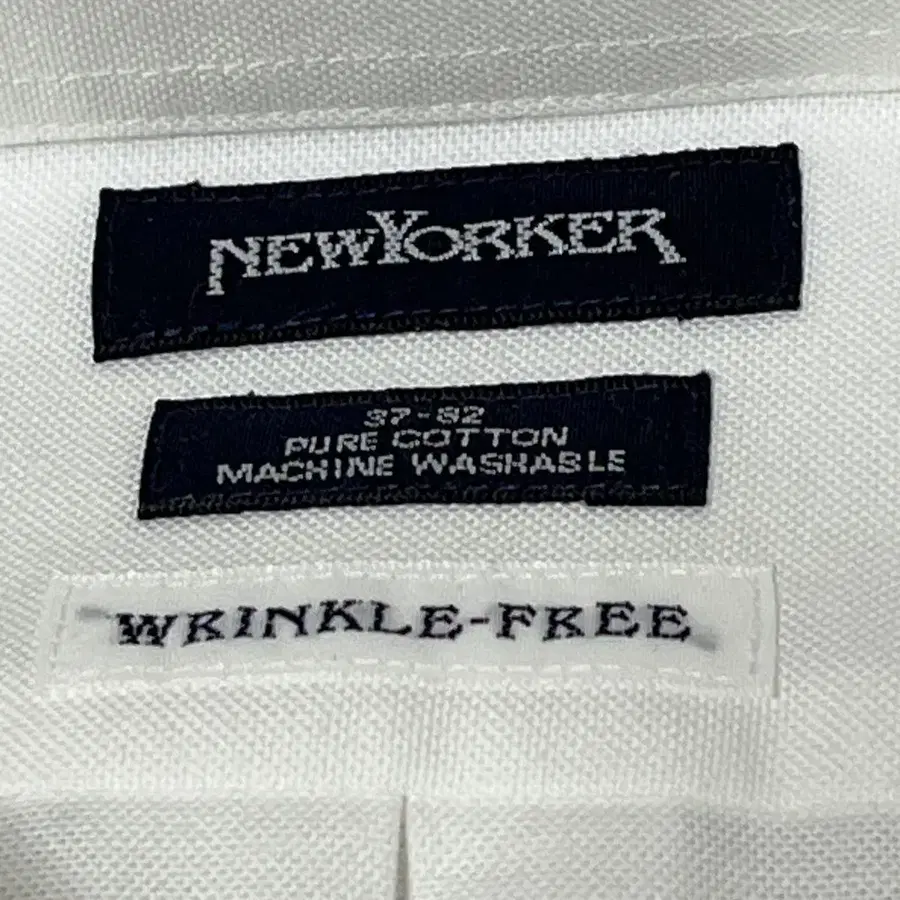 NEWYORKER
37-82
PURE COTTON
MACHINE WASHABLE
WRINKLE-FREE